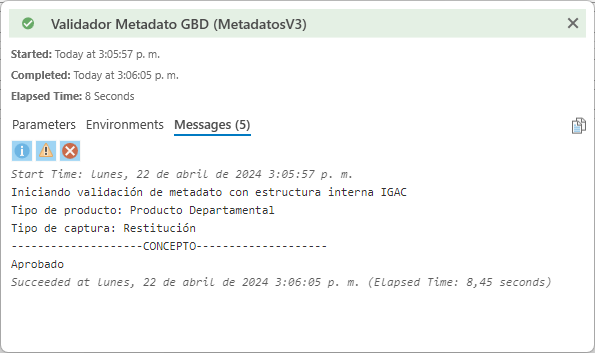 Validador Metadato GBD (MetadatosV3)
Started: Today at 3:05:57 p. m.
Completed: Today at 3:06:05 p. m.
Elapsed Time: 8 Seconds
Parameters Environments Messages (5)
Start Time: lunes, 22 de abril de 2024 3:05:57 p. m.
Iniciando validación de metadato con estructura interna IGAC
Tipo de producto: Producto Departamental
Tipo de captura: Restitución
--------------------CONCEPTO--------------------
Aprobado
Succeeded at lunes, 22 de abril de 2024 3:06:05 p. m. (Elapsed Time: 8,45 seconds)